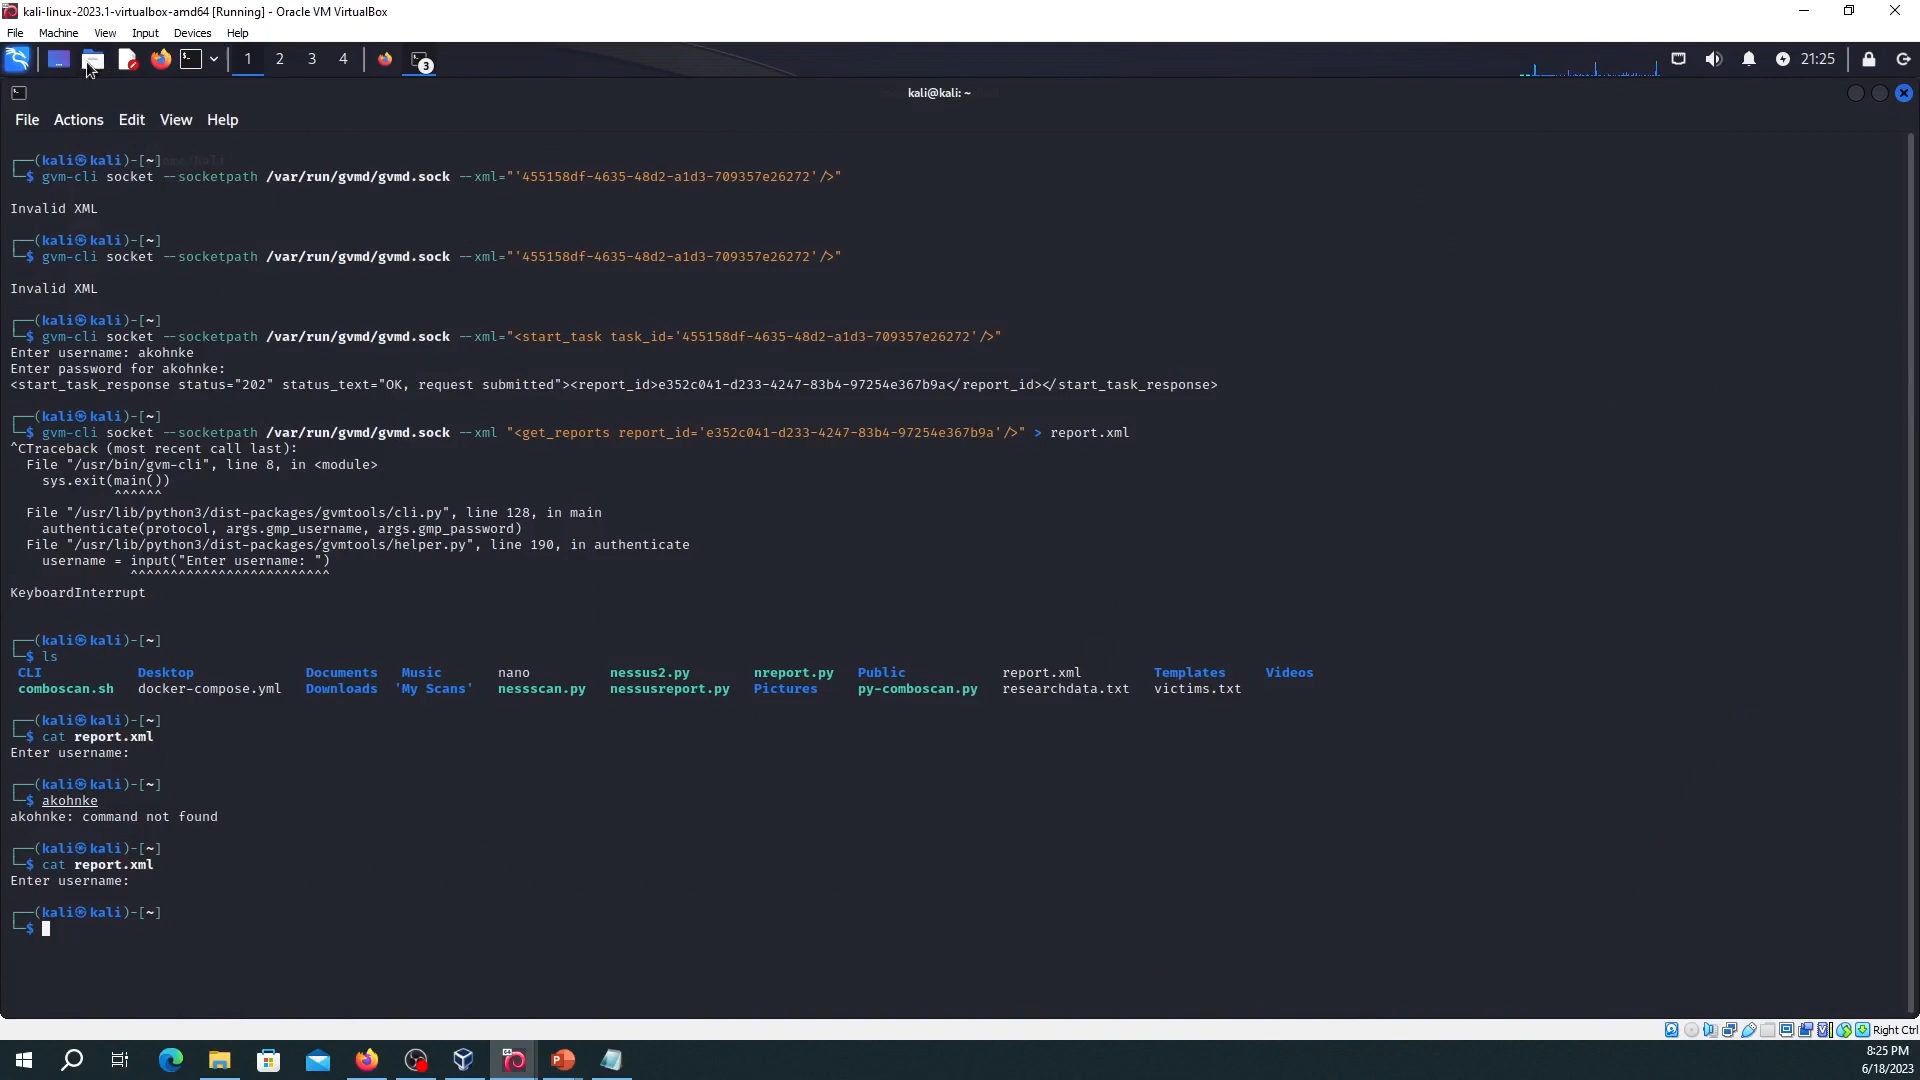 kali-linux-2023.1-virtualbox-amd64 [Running] - Oracle VM VirtualBox
File Machine View Input Devices Help
1 2 3 4 3 21:25
kali@kali: ~
File Actions Edit View Help
┌──(kali㉿kali)-[~]
└─$ gvm-cli socket --socketpath /var/run/gvmd/gvmd.sock --xml="'455158df-4635-48d2-a1d3-709357e26272'/>"
Invalid XML
┌──(kali㉿kali)-[~]
└─$ gvm-cli socket --socketpath /var/run/gvmd/gvmd.sock --xml="'455158df-4635-48d2-a1d3-709357e26272'/>"
Invalid XML
┌──(kali㉿kali)-[~]
└─$ gvm-cli socket --socketpath /var/run/gvmd/gvmd.sock --xml="<start_task task_id='455158df-4635-48d2-a1d3-709357e26272'/>"
Enter username: akohnke
Enter password for akohnke:
<start_task_response status="202" status_text="OK, request submitted"><report_id>e352c041-d233-4247-83b4-97254e367b9a</report_id></start_task_response>
┌──(kali㉿kali)-[~]
└─$ gvm-cli socket --socketpath /var/run/gvmd/gvmd.sock --xml "<get_reports report_id='e352c041-d233-4247-83b4-97254e367b9a'/>" > report.xml
^CTraceback (most recent call last):
File "/usr/bin/gvm-cli", line 8, in <module>
sys.exit(main())
^^^^^^
File "/usr/lib/python3/dist-packages/gvmtools/cli.py", line 128, in main
authenticate(protocol, args.gmp_username, args.gmp_password)
File "/usr/lib/python3/dist-packages/gvmtools/helper.py", line 190, in authenticate
username = input("Enter username: ")
^^^^^^^^^^^^^^^^^^^^^^^^^
KeyboardInterrupt
┌──(kali㉿kali)-[~]
└─$ ls
CLI Desktop Documents Music nano nessus2.py nreport.py Public report.xml Templates Videos
comboscan.sh docker-compose.yml Downloads 'My Scans' nessscan.py nessusreport.py Pictures py-comboscan.py researchdata.txt victims.txt
┌──(kali㉿kali)-[~]
└─$ cat report.xml
Enter username:
┌──(kali㉿kali)-[~]
└─$ akohnke
akohnke: command not found
┌──(kali㉿kali)-[~]
└─$ cat report.xml
Enter username:
┌──(kali㉿kali)-[~]
└─$
Right Ctrl
8:25 PM
6/18/2023